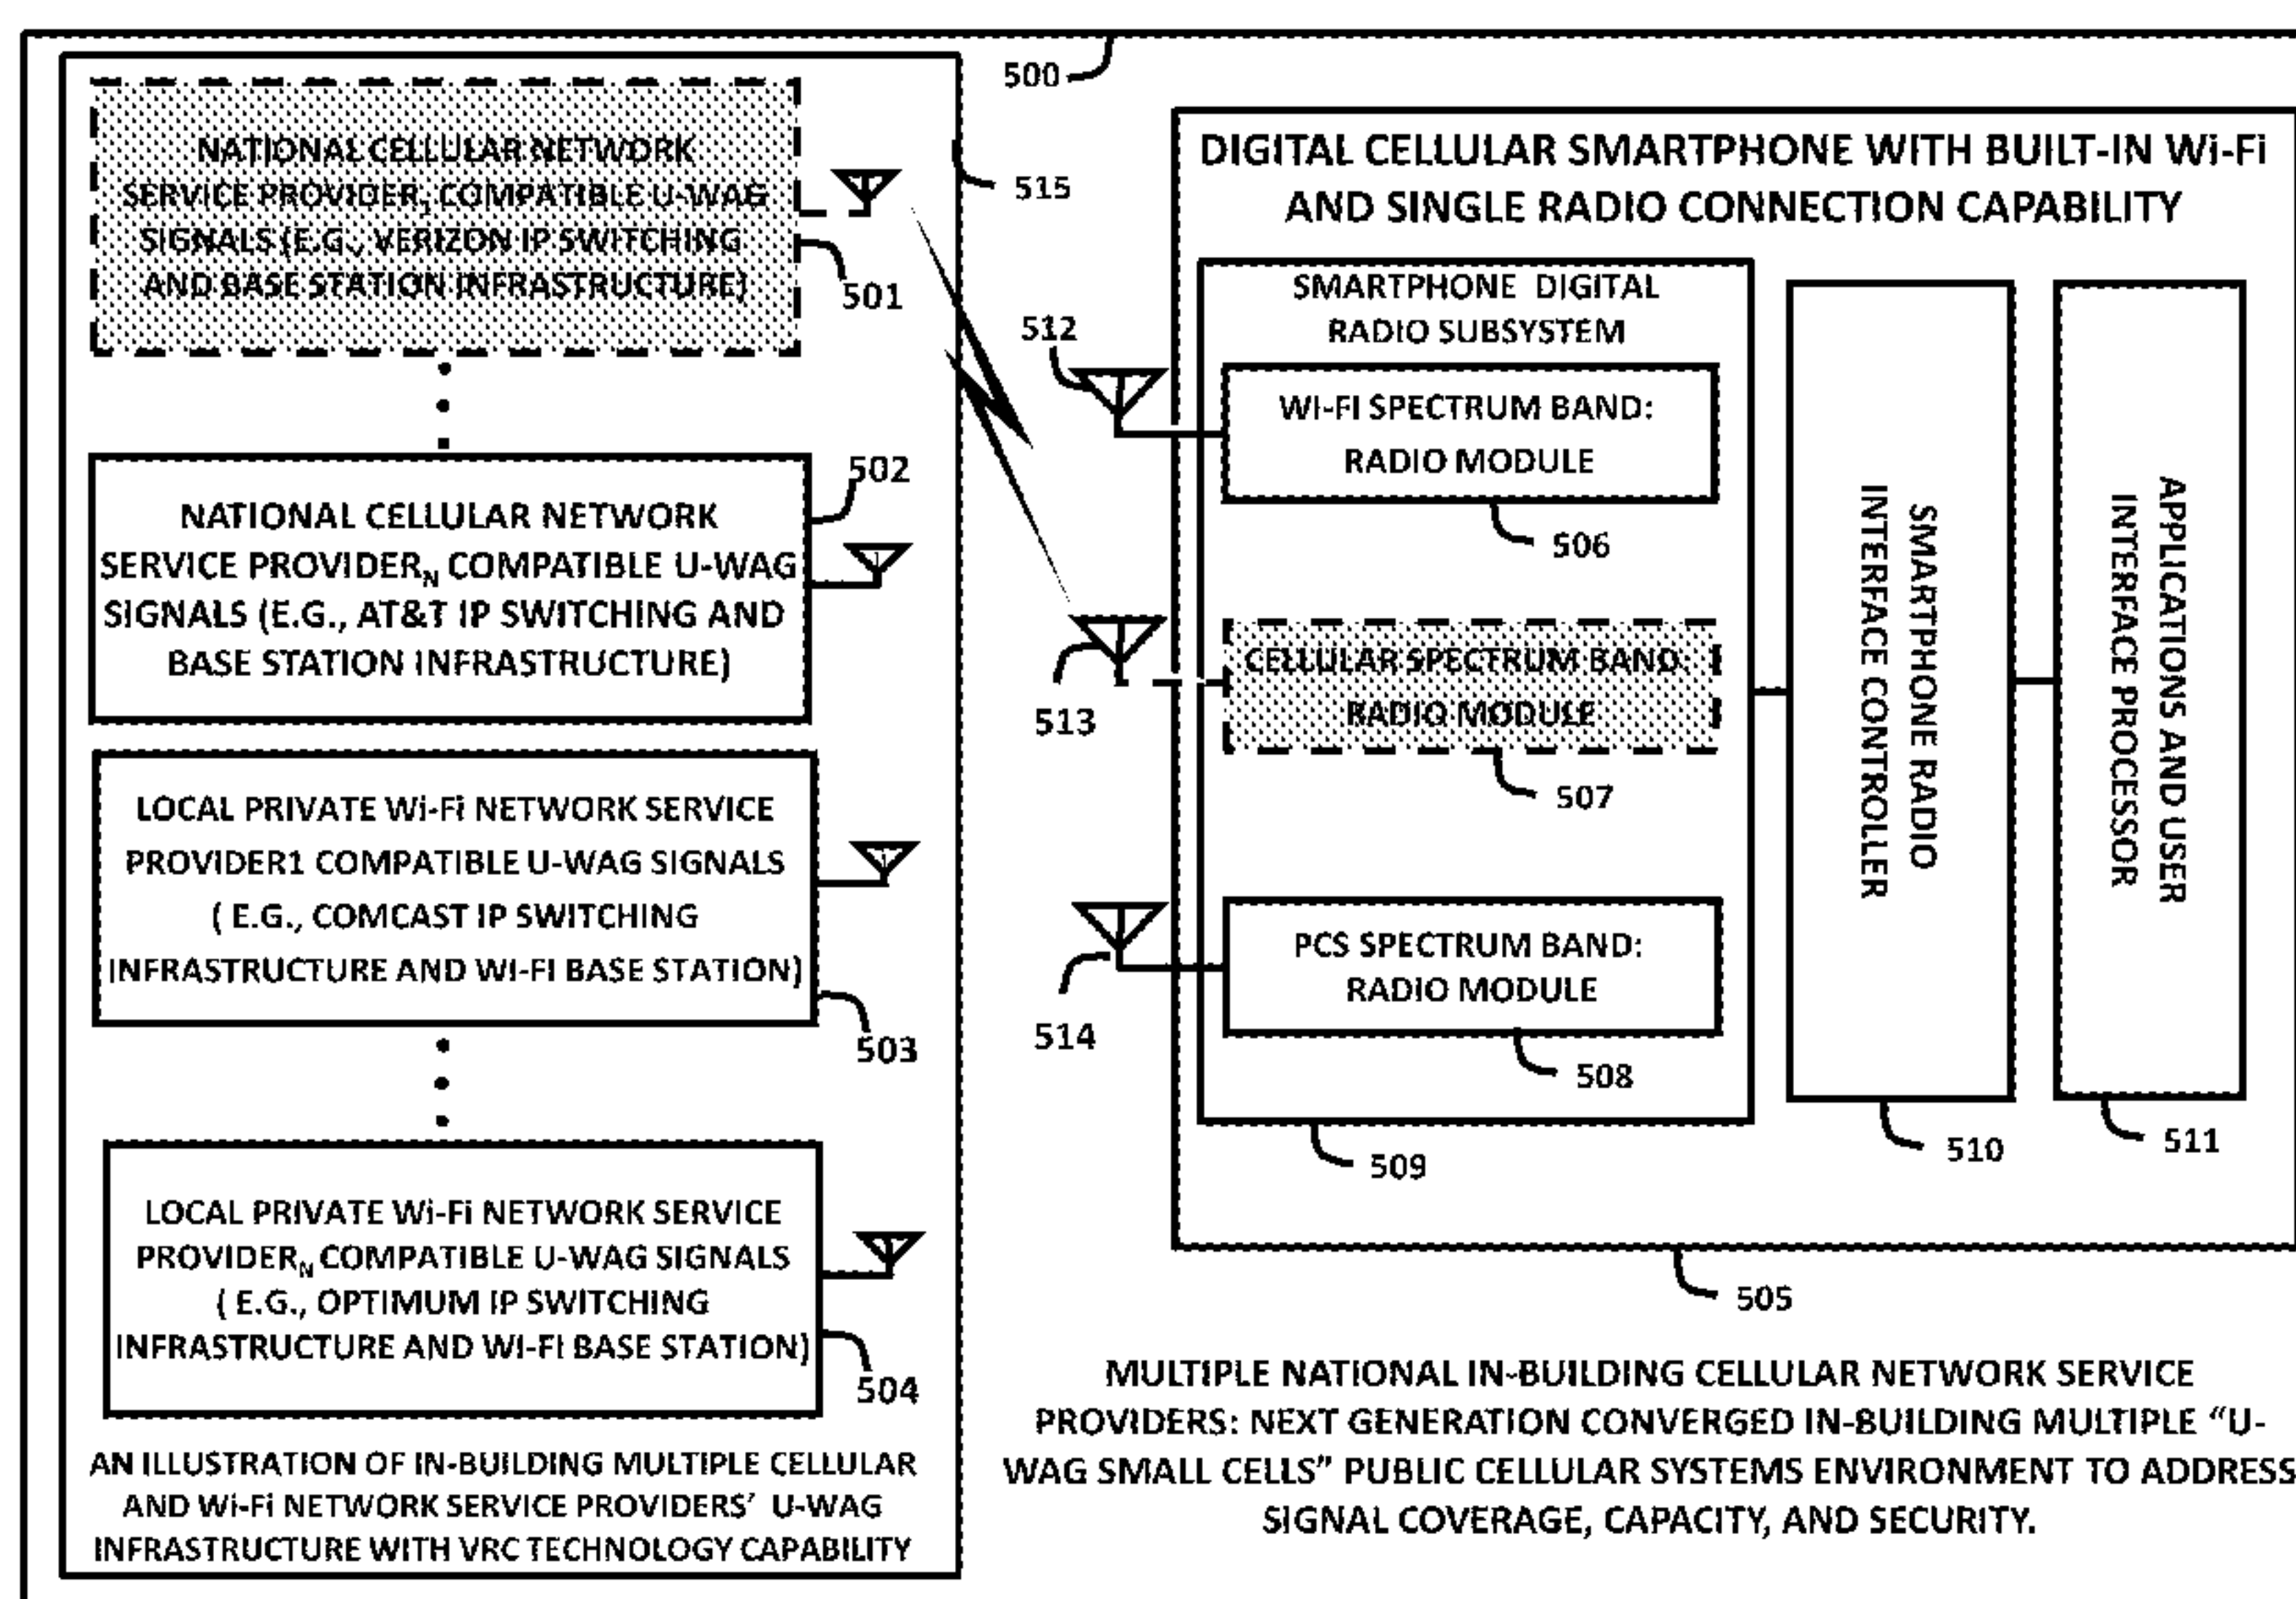 500
NATIONAL CELLULAR NETWORK
SERVICE PROVIDER1 COMPATIBLE U-WAG
SIGNALS (E.G., VERIZON IP SWITCHING
AND BASE STATION INFRASTRUCTURE)
501
515
502
NATIONAL CELLULAR NETWORK
SERVICE PROVIDERN COMPATIBLE U-WAG
SIGNALS (E.G., AT&T IP SWITCHING AND
BASE STATION INFRASTRUCTURE)
LOCAL PRIVATE Wi-Fi NETWORK SERVICE
PROVIDER1 COMPATIBLE U-WAG SIGNALS
( E.G., COMCAST IP SWITCHING
INFRASTRUCTURE AND WI-FI BASE STATION)
503
LOCAL PRIVATE Wi-Fi NETWORK SERVICE
PROVIDERN COMPATIBLE U-WAG SIGNALS
( E.G., OPTIMUM IP SWITCHING
INFRASTRUCTURE AND WI-FI BASE STATION)
504
AN ILLUSTRATION OF IN-BUILDING MULTIPLE CELLULAR
AND Wi-Fi NETWORK SERVICE PROVIDERS' U-WAG
INFRASTRUCTURE WITH VRC TECHNOLOGY CAPABILITY
DIGITAL CELLULAR SMARTPHONE WITH BUILT-IN Wi-Fi
AND SINGLE RADIO CONNECTION CAPABILITY
SMARTPHONE DIGITAL
RADIO SUBSYSTEM
512
WI-FI SPECTRUM BAND:
RADIO MODULE
506
513
CELLULAR SPECTRUM BAND:
RADIO MODULE
507
514
PCS SPECTRUM BAND:
RADIO MODULE
508
509
SMARTPHONE RADIO
INTERFACE CONTROLLER
510
APPLICATIONS AND USER
INTERFACE PROCESSOR
511
505
MULTIPLE NATIONAL IN-BUILDING CELLULAR NETWORK SERVICE
PROVIDERS: NEXT GENERATION CONVERGED IN-BUILDING MULTIPLE “U-
WAG SMALL CELLS” PUBLIC CELLULAR SYSTEMS ENVIRONMENT TO ADDRESS
SIGNAL COVERAGE, CAPACITY, AND SECURITY.